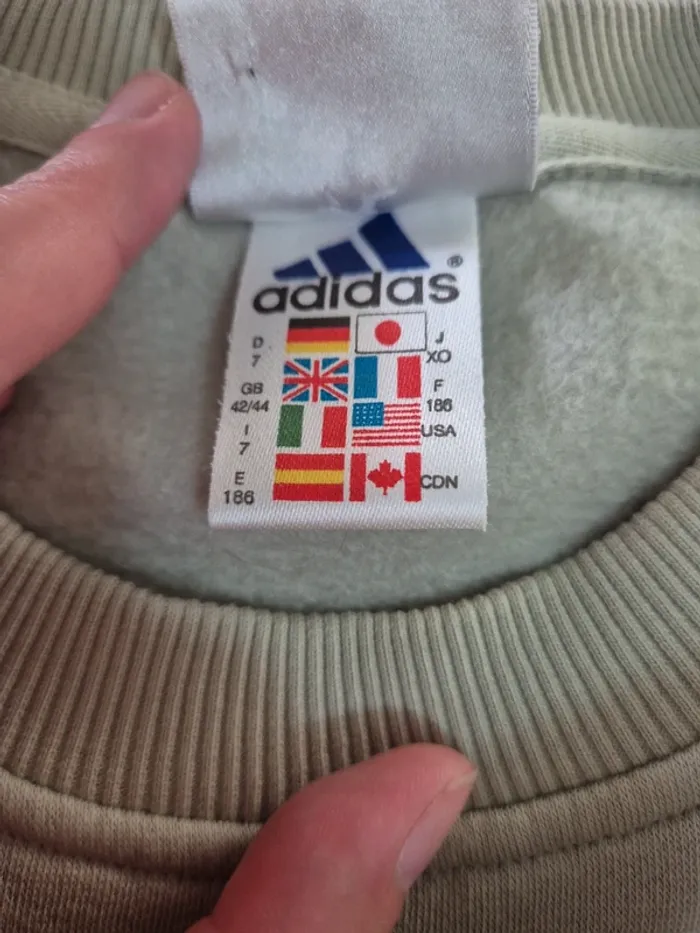 adidas®
D J
7 XO
GB F
42/44 186
I USA
7
E CDN
186